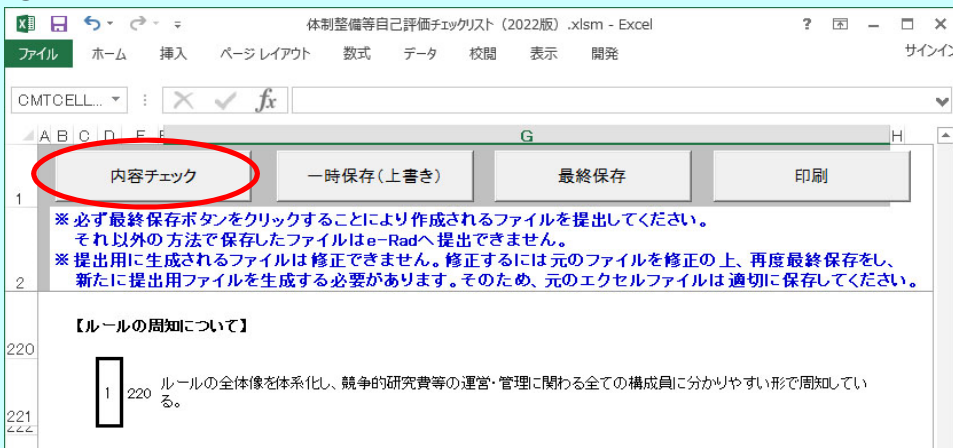 体制整備等自己評価チェックリスト（2022版）.xlsm - Excel
ファイル ホーム 挿入 ページ レイアウト 数式 データ 校閲 表示 開発 サインイン
CMTCELL...
fx
A B C D E F G H
1 内容チェック 一時保存(上書き) 最終保存 印刷
※必ず最終保存ボタンをクリックすることにより作成されるファイルを提出してください。
それ以外の方法で保存したファイルはe-Radへ提出できません。
※提出用に生成されるファイルは修正できません。修正するには元のファイルを修正の上、再度最終保存をし、
2 新たに提出用ファイルを生成する必要があります。そのため、元のエクセルファイルは適切に保存してください。
【ルールの周知について】
220
1 220 ルールの全体像を体系化し、競争的研究費等の運営・管理に関わる全ての構成員に分かりやすい形で周知してい
る。
221
222